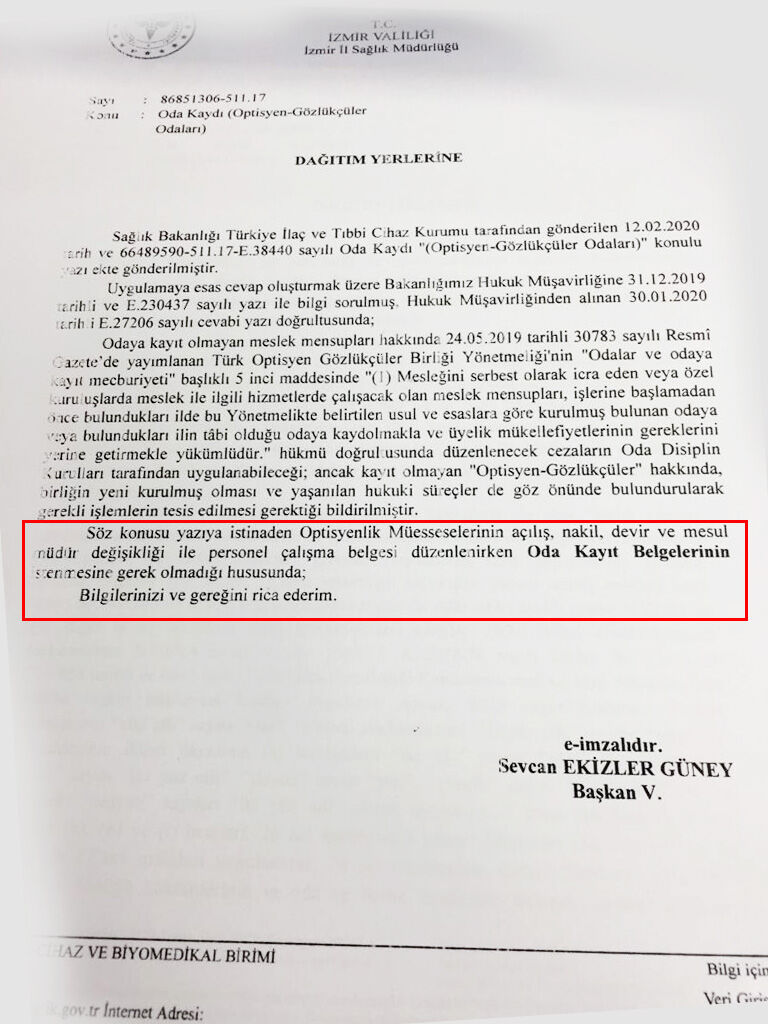 T.C.
İZMİR VALİLİĞİ
İzmir İl Sağlık Müdürlüğü
Sayı : 86851306-511.17
Konu : Oda Kaydı (Optisyen-Gözlükçüler
Odaları)
DAĞITIM YERLERİNE
Sağlık Bakanlığı Türkiye İlaç ve Tıbbi Cihaz Kurumu tarafından gönderilen 12.02.2020
tarih ve 66489590-511.17-E.38440 sayılı Oda Kaydı "(Optisyen-Gözlükçüler Odaları)" konulu
yazı ekte gönderilmiştir.
Uygulamaya esas cevap oluşturmak üzere Bakanlığımız Hukuk Müşavirliğine 31.12.2019
tarihli ve E.230437 sayılı yazı ile bilgi sorulmuş, Hukuk Müşavirliğinden alınan 30.01.2020
tarihi E.27206 sayılı cevabi yazı doğrultusunda;
Odaya kayıt olmayan meslek mensupları hakkında 24.05.2019 tarihli 30783 sayılı Resmî
Gazete'de yayımlanan Türk Optisyen Gözlükçüler Birliği Yönetmeliği'nin "Odalar ve odaya
kayıt mecburiyeti" başlıklı 5 inci maddesinde "(1) Mesleğini serbest olarak icra eden veya özel
kuruluşlarda meslek ile ilgili hizmetlerde çalışacak olan meslek mensupları, işlerine başlamadan
önce bulundukları ilde bu Yönetmelikte belirtilen usul ve esaslara göre kurulmuş bulunan odaya
veya bulundukları ilin tâbi olduğu odaya kaydolmakla ve üyelik mükellefiyetlerinin gereklerini
yerine getirmekle yükümlüdür." hükmü doğrultusunda düzenlenecek cezaların Oda Disiplin
Kurulları tarafından uygulanabileceği; ancak kayıt olmayan "Optisyen-Gözlükçüler" hakkında,
birliğin yeni kurulmuş olması ve yaşanılan hukuki süreçler de göz önünde bulundurularak
gerekli işlemlerin tesis edilmesi gerektiği bildirilmiştir.
Söz konusu yazıya istinaden Optisyenlik Müesseselerinin açılış, nakil, devir ve mesul
müdür değişikliği ile personel çalışma belgesi düzenlenirken Oda Kayıt Belgelerinin
istenmesine gerek olmadığı hususunda;
Bilgilerinizi ve gereğini rica ederim.
e-imzalıdır.
Sevcan EKİZLER GÜNEY
Başkan V.
CİHAZ VE BİYOMEDİKAL BİRİMİ
Bilgi için
.gov.tr İnternet Adresi:
Veri Giriş